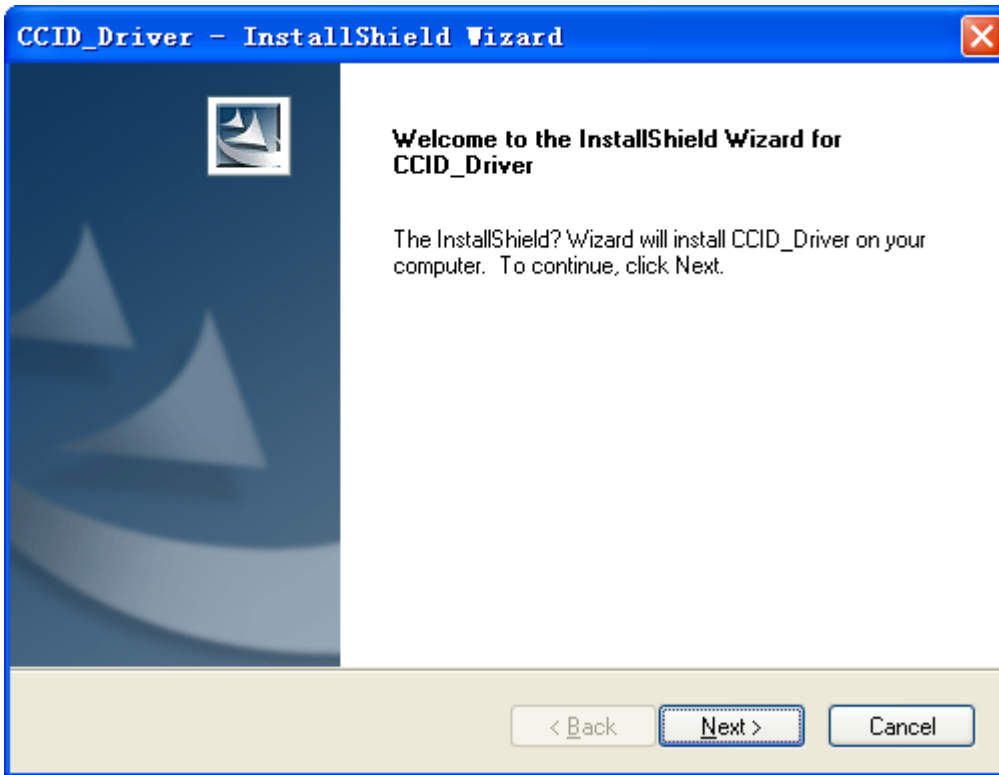 CCID_Driver - InstallShield Wizard
Welcome to the InstallShield Wizard for
CCID_Driver
The InstallShield? Wizard will install CCID_Driver on your
computer.  To continue, click Next.
< Back
Next >
Cancel